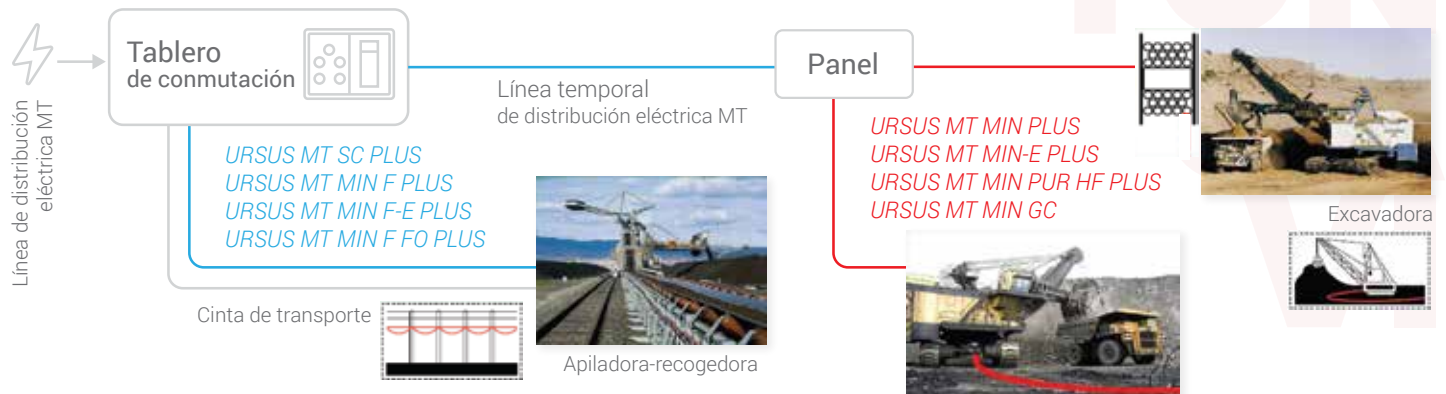 Línea de distribución
eléctrica MT
Tablero
de conmutación
Línea temporal
de distribución eléctrica MT
Panel
URSUS MT SC PLUS
URSUS MT MIN F PLUS
URSUS MT MIN F-E PLUS
URSUS MT MIN F FO PLUS
URSUS MT MIN PLUS
URSUS MT MIN-E PLUS
URSUS MT MIN PUR HF PLUS
URSUS MT MIN GC
Excavadora
Cinta de transporte
Apiladora-recogedora